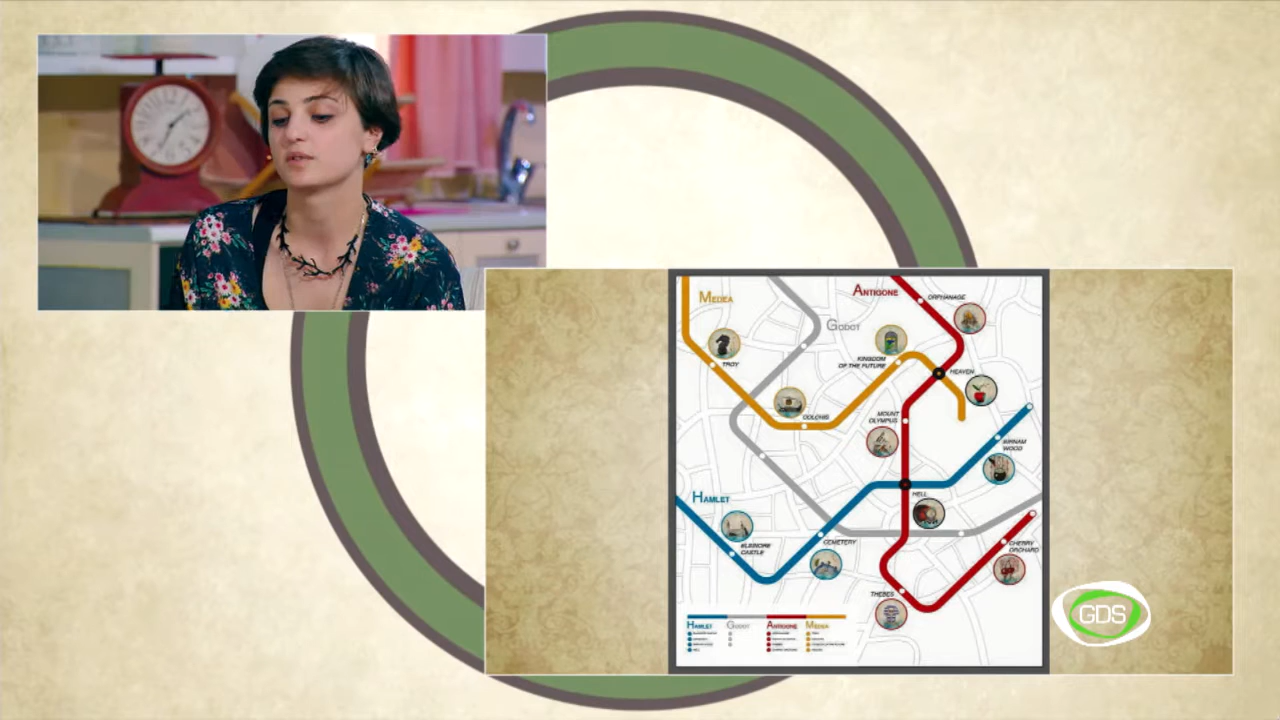 MEDEA
ANTIGONE
ORPHANAGE
GODOT
KINGDOM
OF THE FUTURE
TROY
HEAVEN
COLCHIS
MOUNT
OLYMPUS
BIRNAM
WOOD
HAMLET
HELL
ELSINORE
CASTLE
CEMETERY
CHERRY
ORCHARD
THEBES
GDS
HAMLET GODOT ANTIGONE MEDEA